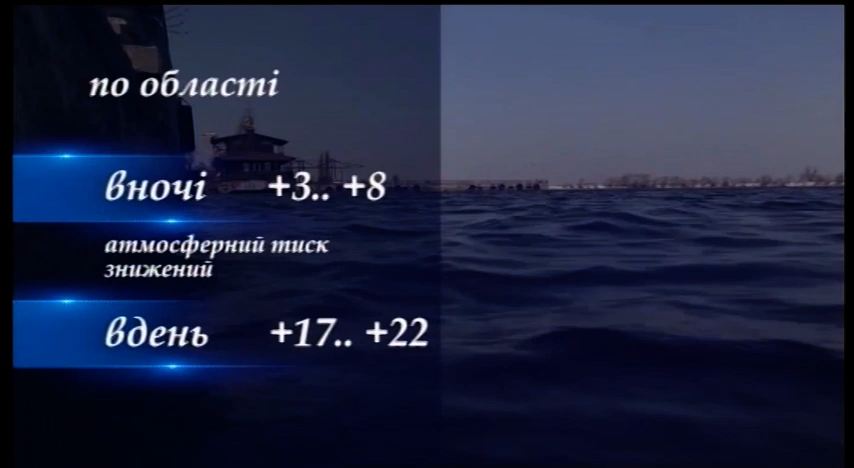 по області
вночі +3.. +8
атмосферний тиск
знижений
вдень +17.. +22